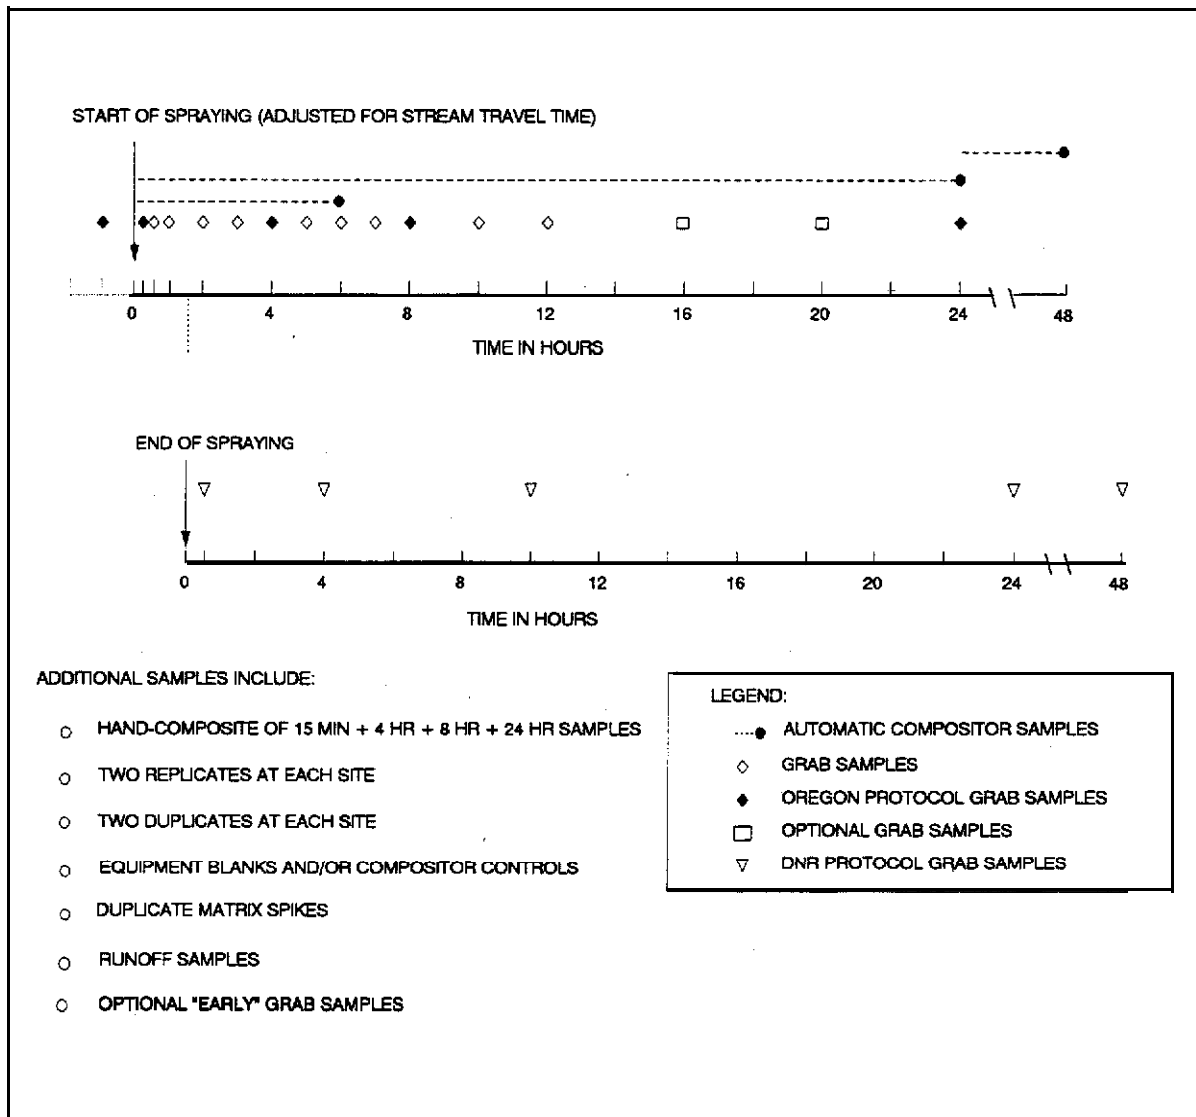 START OF SPRAYING (ADJUSTED FOR STREAM TRAVEL TIME)
0 4 8 12 16 20 24 48
TIME IN HOURS
END OF SPRAYING
0 4 8 12 16 20 24 48
TIME IN HOURS
ADDITIONAL SAMPLES INCLUDE:
HAND-COMPOSITE OF 15 MIN + 4 HR + 8 HR + 24 HR SAMPLES
TWO REPLICATES AT EACH SITE
TWO DUPLICATES AT EACH SITE
EQUIPMENT BLANKS AND/OR COMPOSITOR CONTROLS
DUPLICATE MATRIX SPIKES
RUNOFF SAMPLES
OPTIONAL "EARLY" GRAB SAMPLES
LEGEND:
AUTOMATIC COMPOSITOR SAMPLES
GRAB SAMPLES
OREGON PROTOCOL GRAB SAMPLES
OPTIONAL GRAB SAMPLES
DNR PROTOCOL GRAB SAMPLES